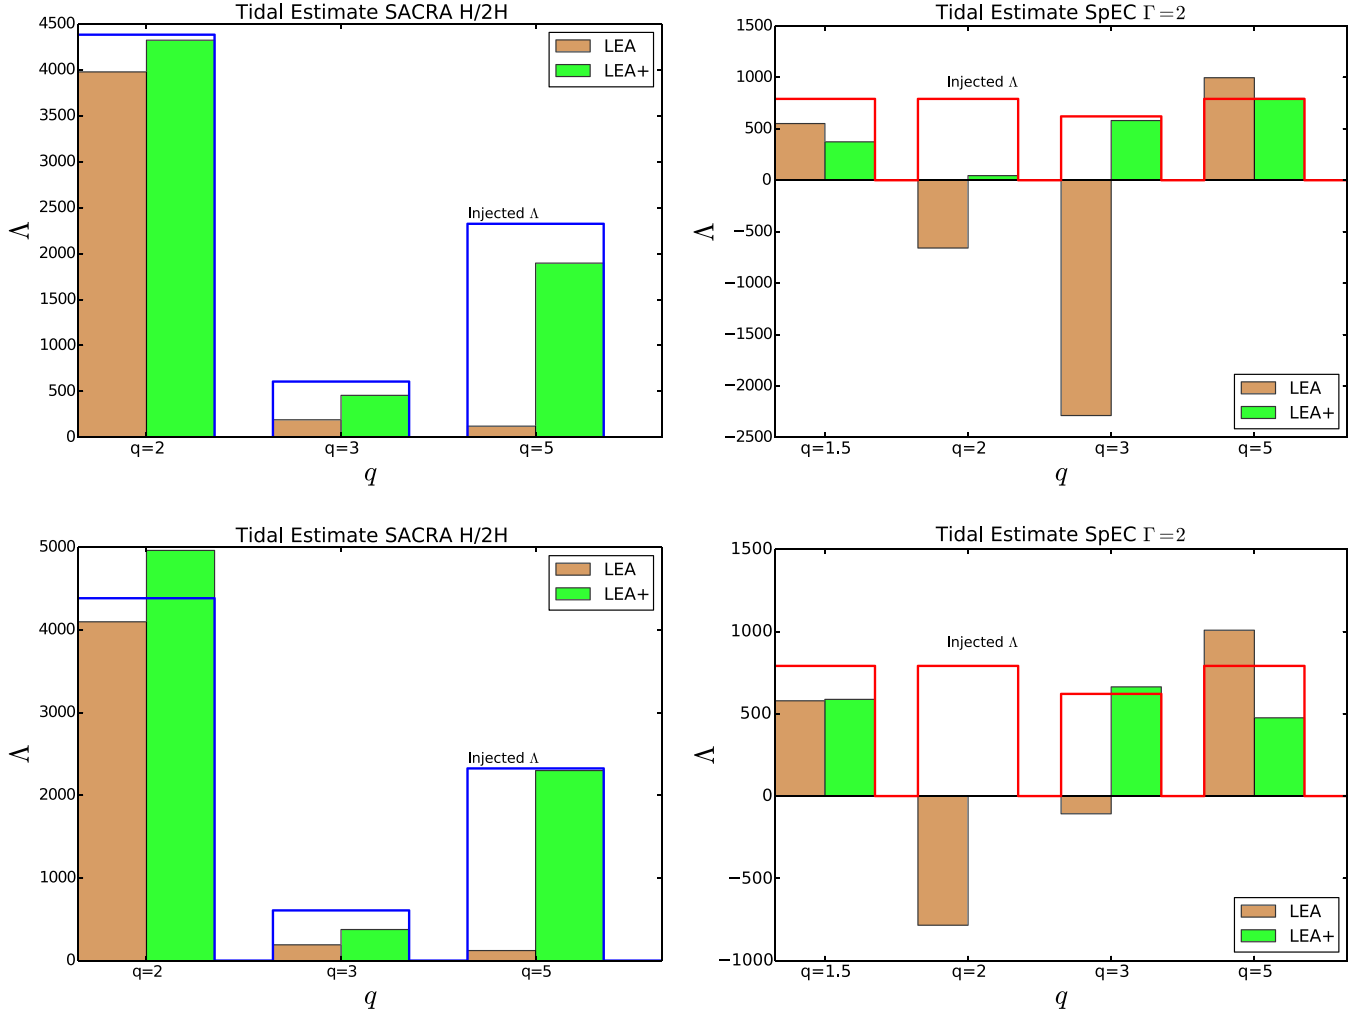 Tidal Estimate SACRA H/2H
4500
4000
3500
3000
2500
2000
1500
1000
500
0
Λ
LEA
LEA+
Injected Λ
q=2
q=3
q=5
q
Tidal Estimate SpEC Γ=2
1500
1000
500
0
−500
−1000
−1500
−2000
−2500
Λ
Injected Λ
LEA
LEA+
q=1.5
q=2
q=3
q=5
q
Tidal Estimate SACRA H/2H
5000
4000
3000
2000
1000
0
Λ
LEA
LEA+
Injected Λ
q=2
q=3
q=5
q
Tidal Estimate SpEC Γ=2
1500
1000
500
0
−500
−1000
Λ
Injected Λ
LEA
LEA+
q=1.5
q=2
q=3
q=5
q